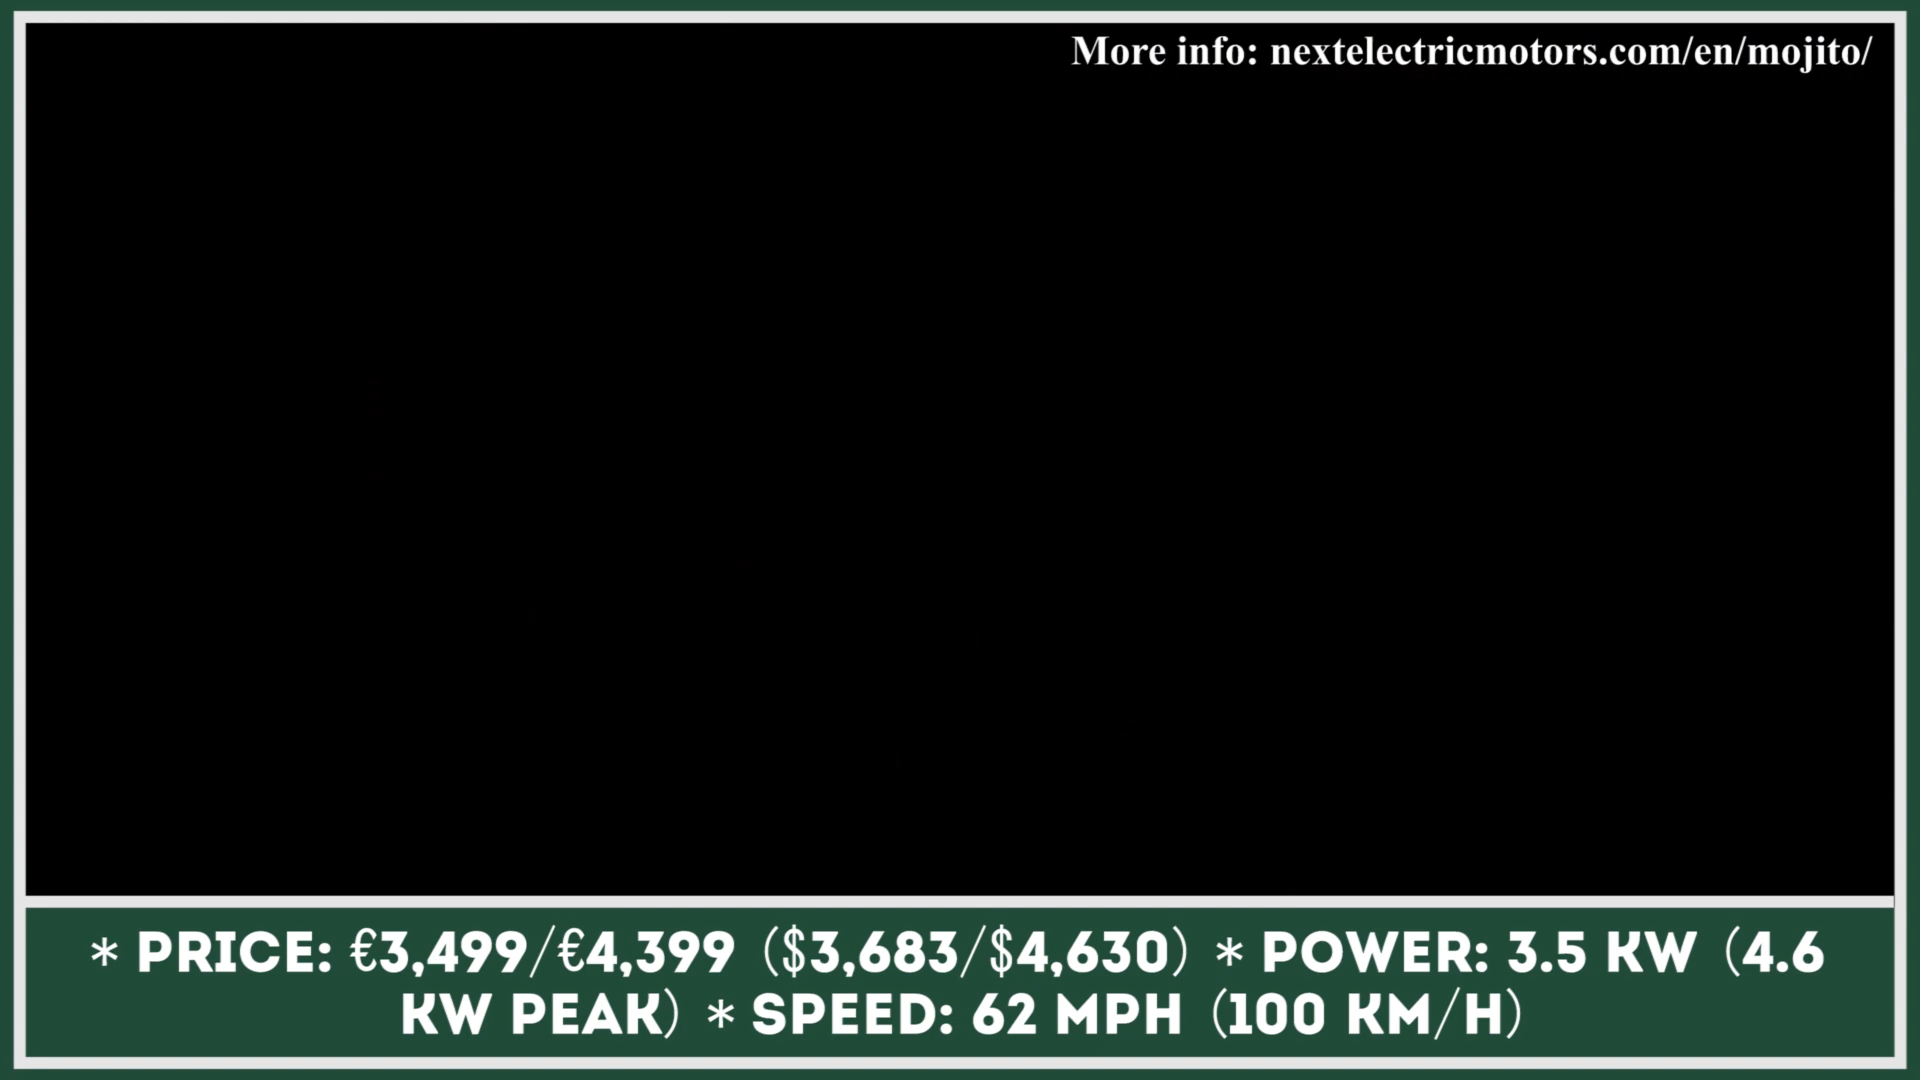 More info: nextelectricmotors.com/en/mojito/
* PRICE: €3,499/€4,399 ($3,683/$4,630) * POWER: 3.5 KW (4.6
KW PEAK) * SPEED: 62 MPH (100 KM/H)